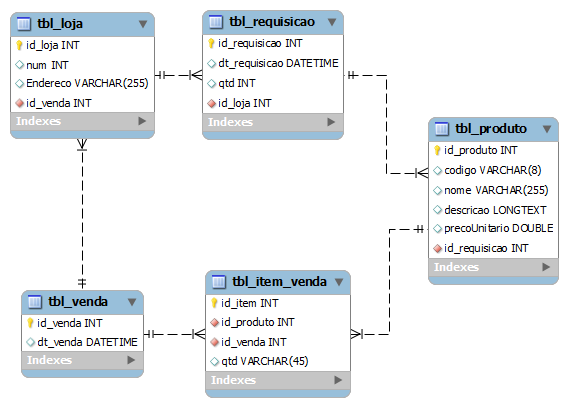 tbl_loja
id_loja INT
num INT
Endereco VARCHAR(255)
id_venda INT
Indexes
tbl_requisicao
id_requisicao INT
dt_requisicao DATETIME
qtd INT
id_loja INT
Indexes
tbl_produto
id_produto INT
codigo VARCHAR(8)
nome VARCHAR(255)
descricao LONGTEXT
precoUnitario DOUBLE
id_requisicao INT
Indexes
tbl_venda
id_venda INT
dt_venda DATETIME
Indexes
tbl_item_venda
id_item INT
id_produto INT
id_venda INT
qtd VARCHAR(45)
Indexes